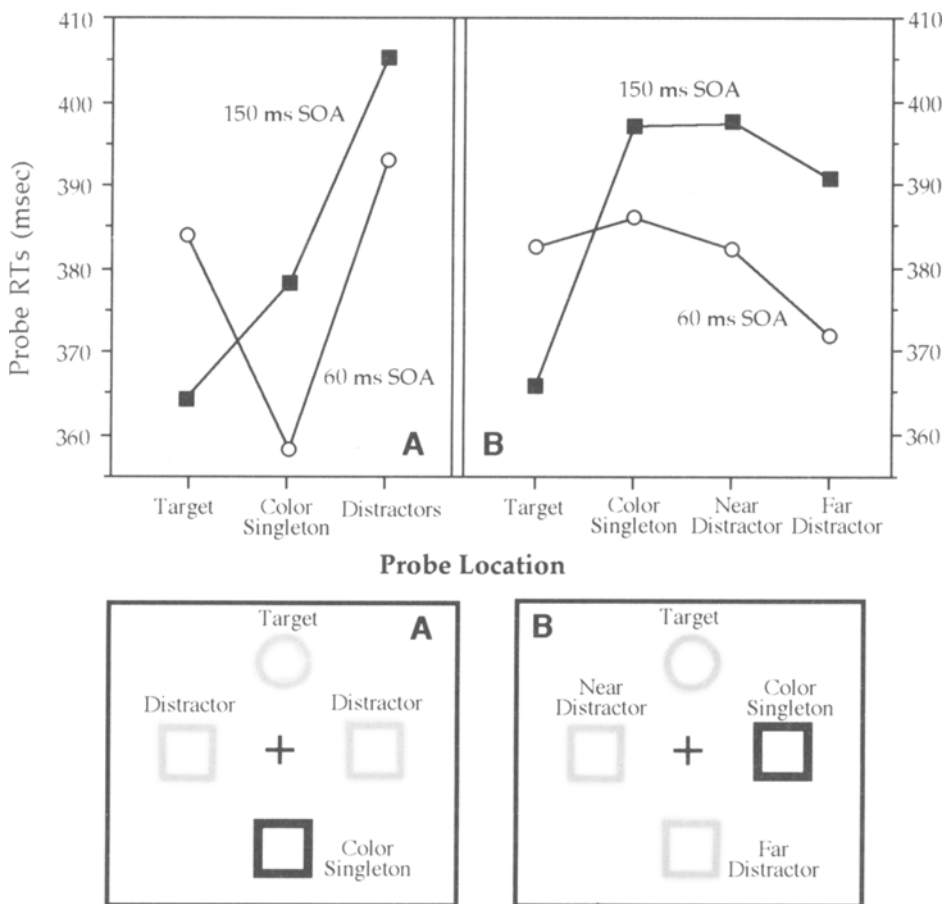 410
400
390
380
370
360
Probe RTs (msec)
150 ms SOA
60 ms SOA
A
Target
Color
Singleton
Distractors
150 ms SOA
60 ms SOA
B
Target
Color
Singleton
Near
Distractor
Far
Distractor
410
400
390
380
370
360
Probe Location
A
Target
Distractor
Distractor
+
Color
Singleton
B
Target
Near
Distractor
Color
Singleton
+
Far
Distractor